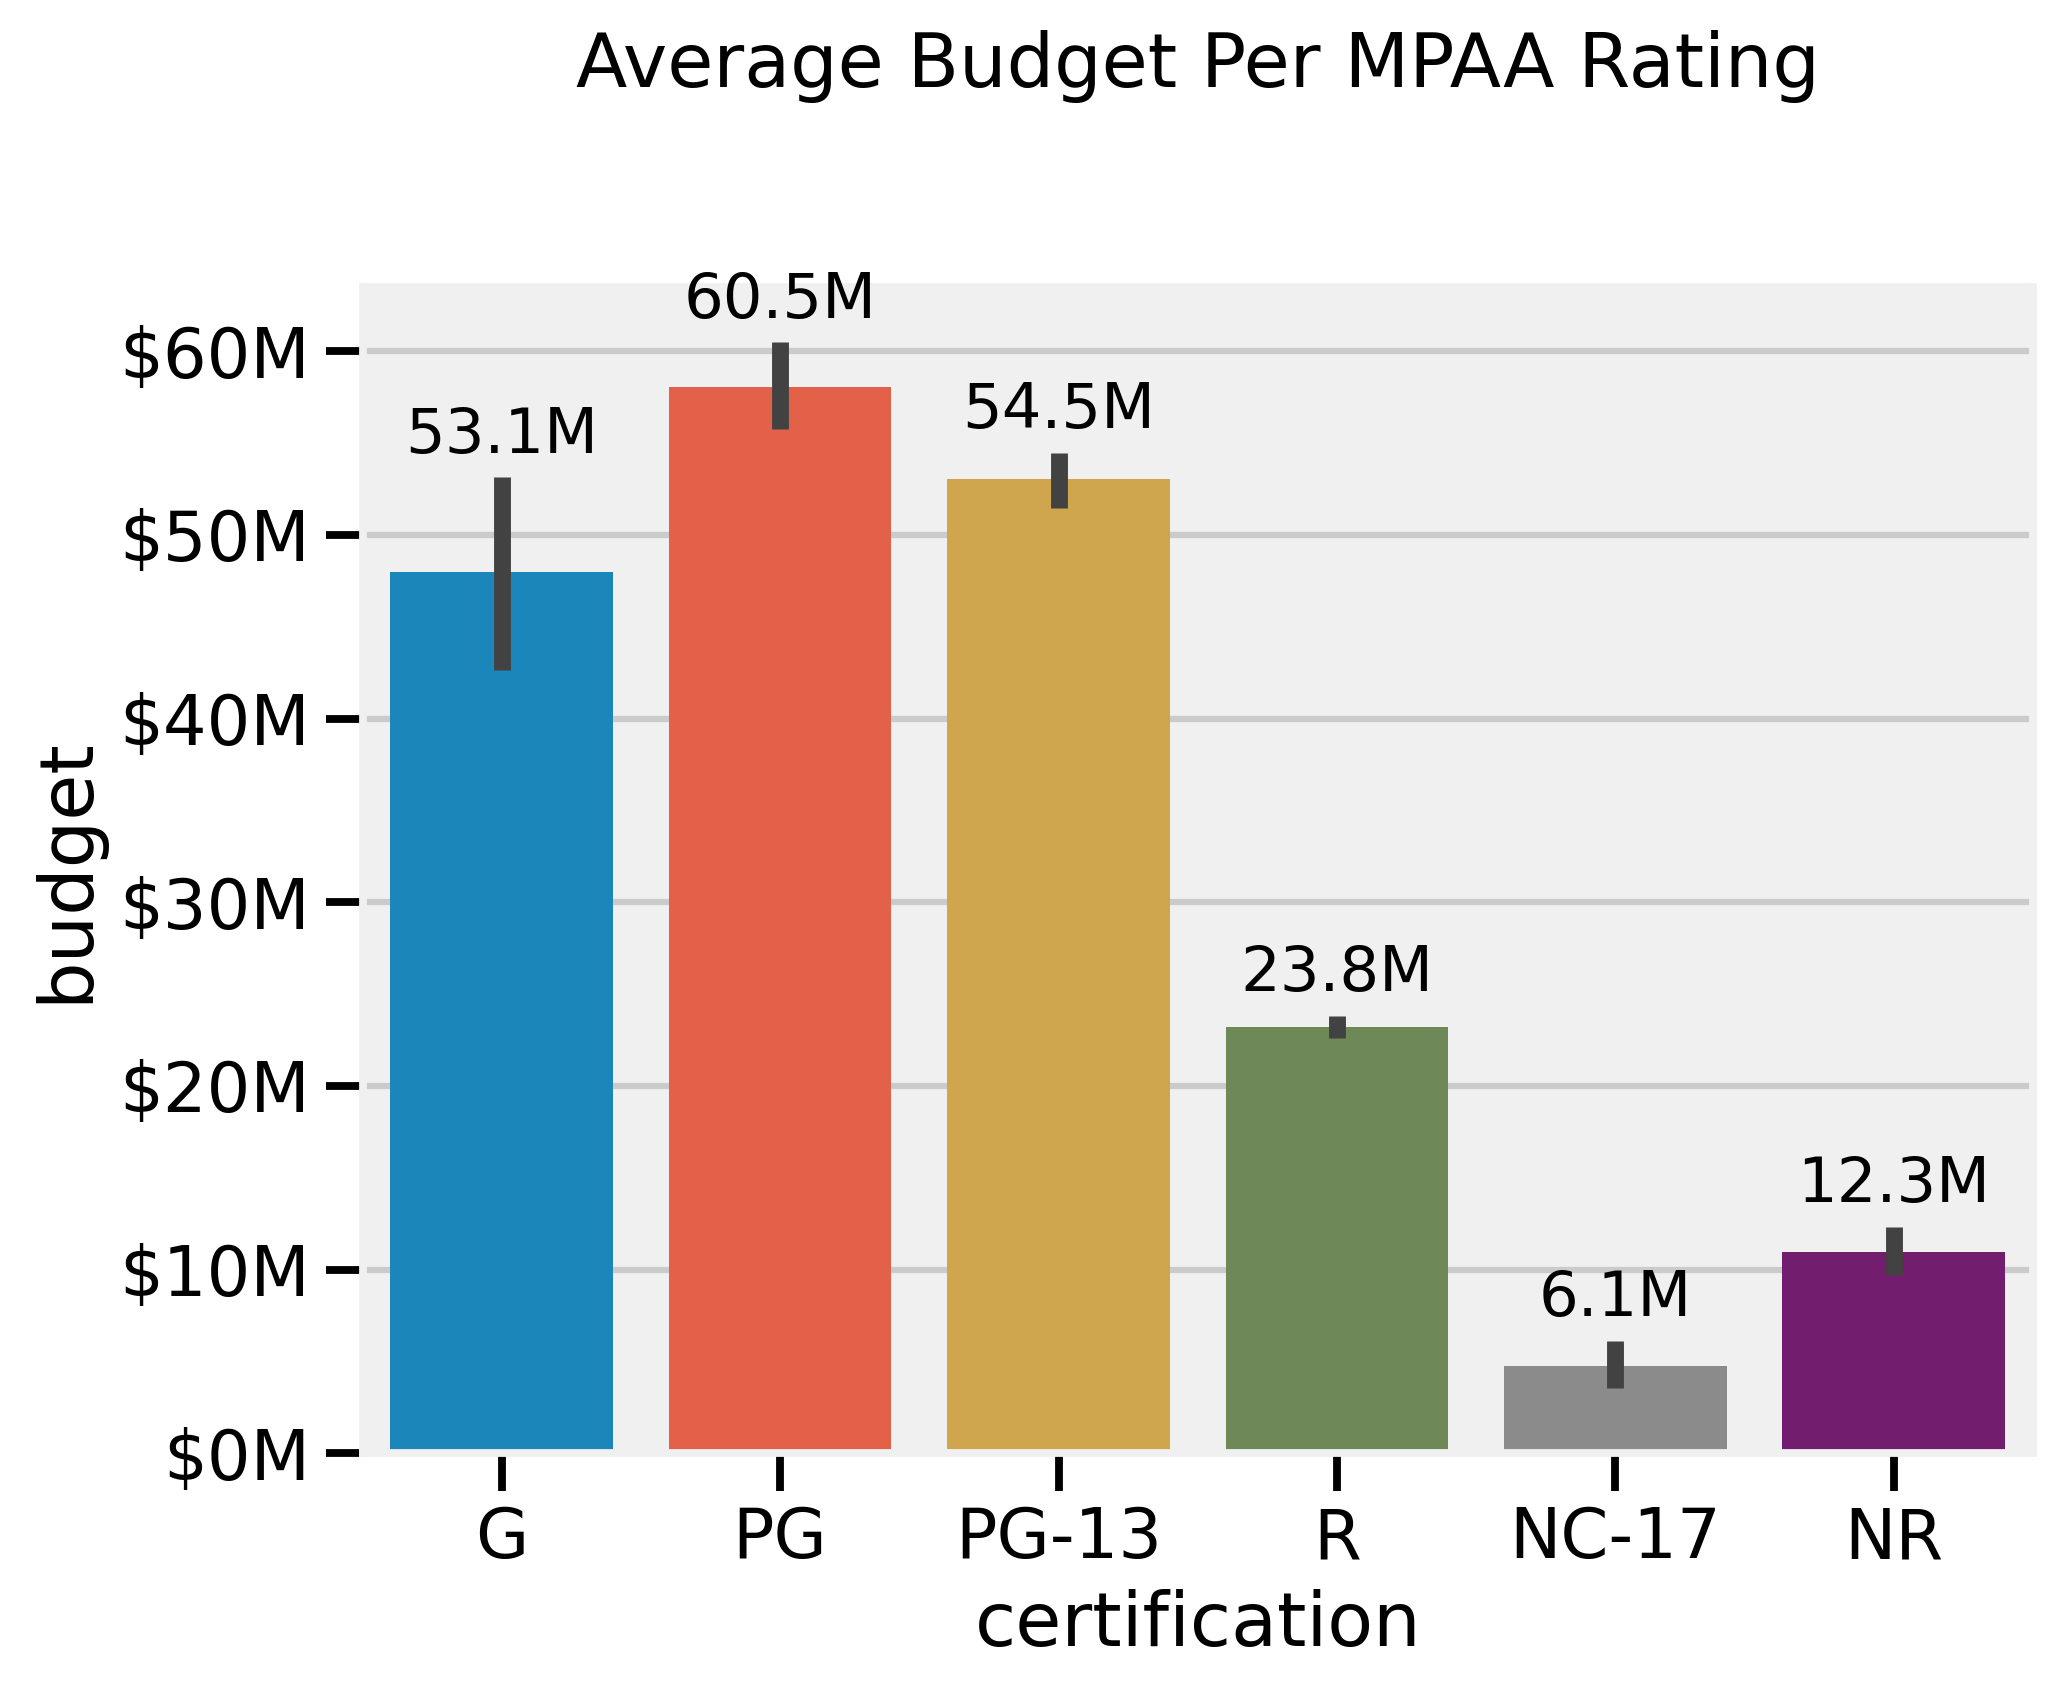 Average Budget Per MPAA Rating
60.5M
$60M
54.5M
53.1M
$50M
$40M
budget
$30M
23.8M
$20M
12.3M
$10M
6.1M
$0M
G PG PG-13 R NC-17 NR
certification